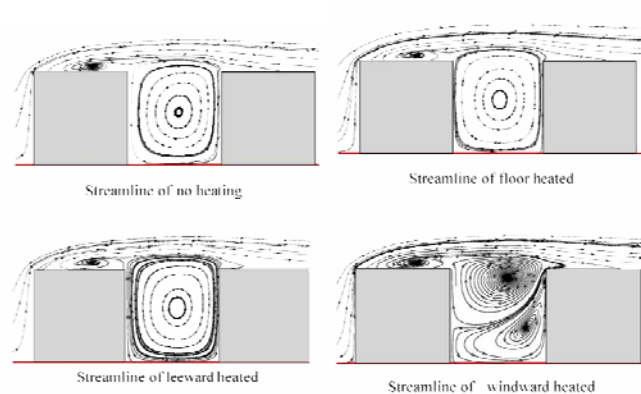 Streamline of no heating
Streamline of floor heated
Streamline of leeward heated
Streamline of windward heated